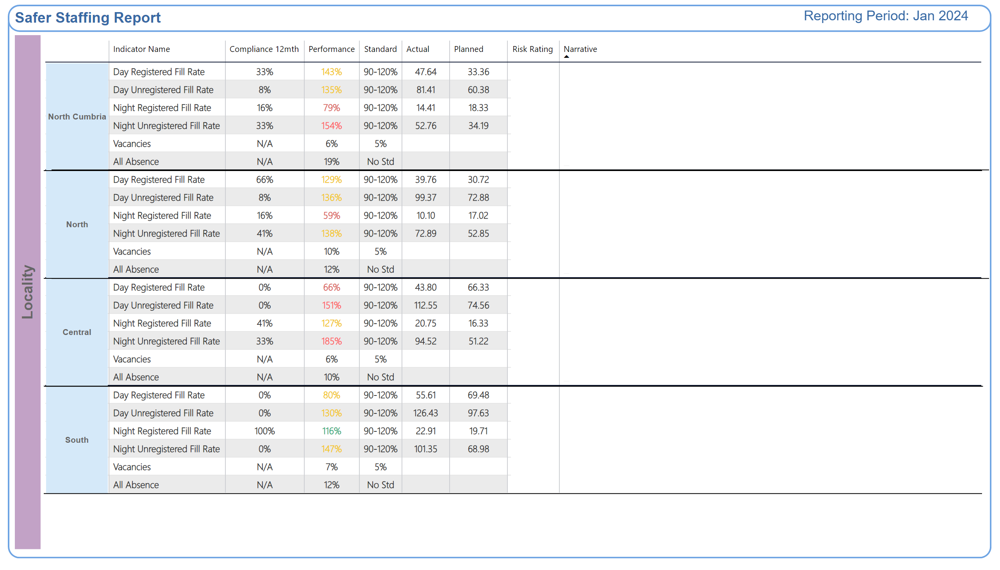 Safer Staffing Report Reporting Period: Jan 2024
Indicator Name Compliance 12mth Performance Standard Actual Planned Risk Rating Narrative
Locality
North Cumbria
Day Registered Fill Rate 33% 143% 90-120% 47.64 33.36
Day Unregistered Fill Rate 8% 135% 90-120% 81.41 60.38
Night Registered Fill Rate 16% 79% 90-120% 14.41 18.33
Night Unregistered Fill Rate 33% 154% 90-120% 52.76 34.19
Vacancies N/A 6% 5%
All Absence N/A 19% No Std
North
Day Registered Fill Rate 66% 129% 90-120% 39.76 30.72
Day Unregistered Fill Rate 8% 136% 90-120% 99.37 72.88
Night Registered Fill Rate 16% 59% 90-120% 10.10 17.02
Night Unregistered Fill Rate 41% 138% 90-120% 72.89 52.85
Vacancies N/A 10% 5%
All Absence N/A 12% No Std
Central
Day Registered Fill Rate 0% 66% 90-120% 43.80 66.33
Day Unregistered Fill Rate 0% 151% 90-120% 112.55 74.56
Night Registered Fill Rate 41% 127% 90-120% 20.75 16.33
Night Unregistered Fill Rate 33% 185% 90-120% 94.52 51.22
Vacancies N/A 6% 5%
All Absence N/A 10% No Std
South
Day Registered Fill Rate 0% 80% 90-120% 55.61 69.48
Day Unregistered Fill Rate 0% 130% 90-120% 126.43 97.63
Night Registered Fill Rate 100% 116% 90-120% 22.91 19.71
Night Unregistered Fill Rate 0% 147% 90-120% 101.35 68.98
Vacancies N/A 7% 5%
All Absence N/A 12% No Std